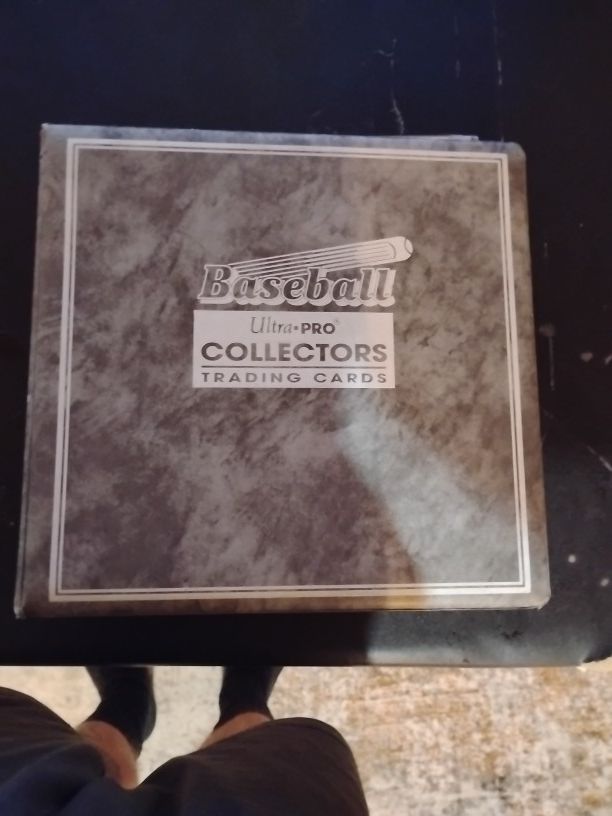 Baseball
Ultra•PRO®
COLLECTORS
TRADING CARDS